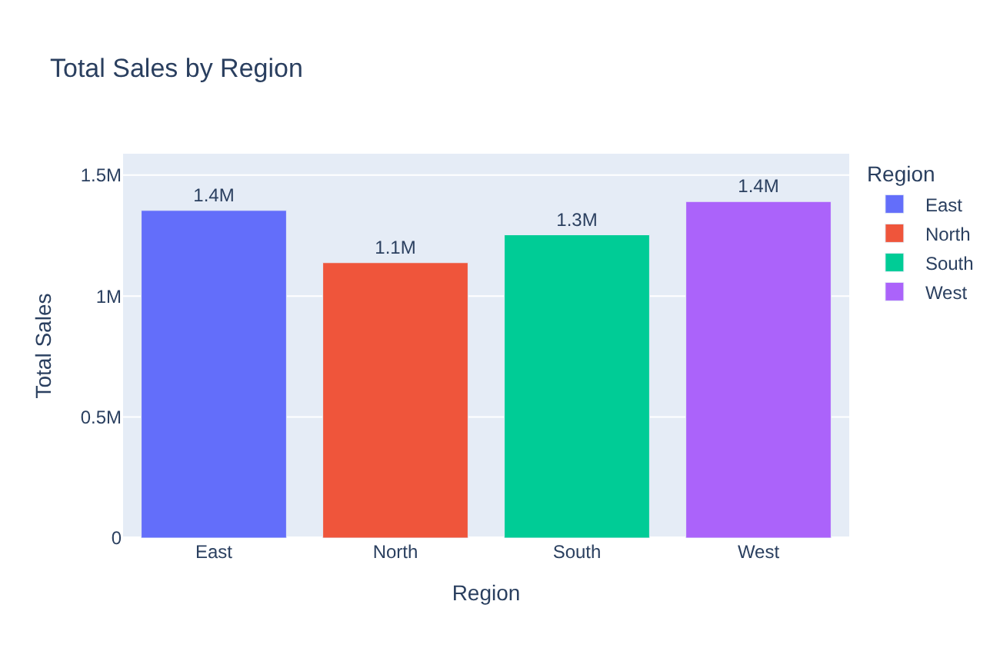 Total Sales by Region
1.5M
1M
0.5M
0
Total Sales
1.4M
1.1M
1.3M
1.4M
East
North
South
West
Region
Region
East
North
South
West